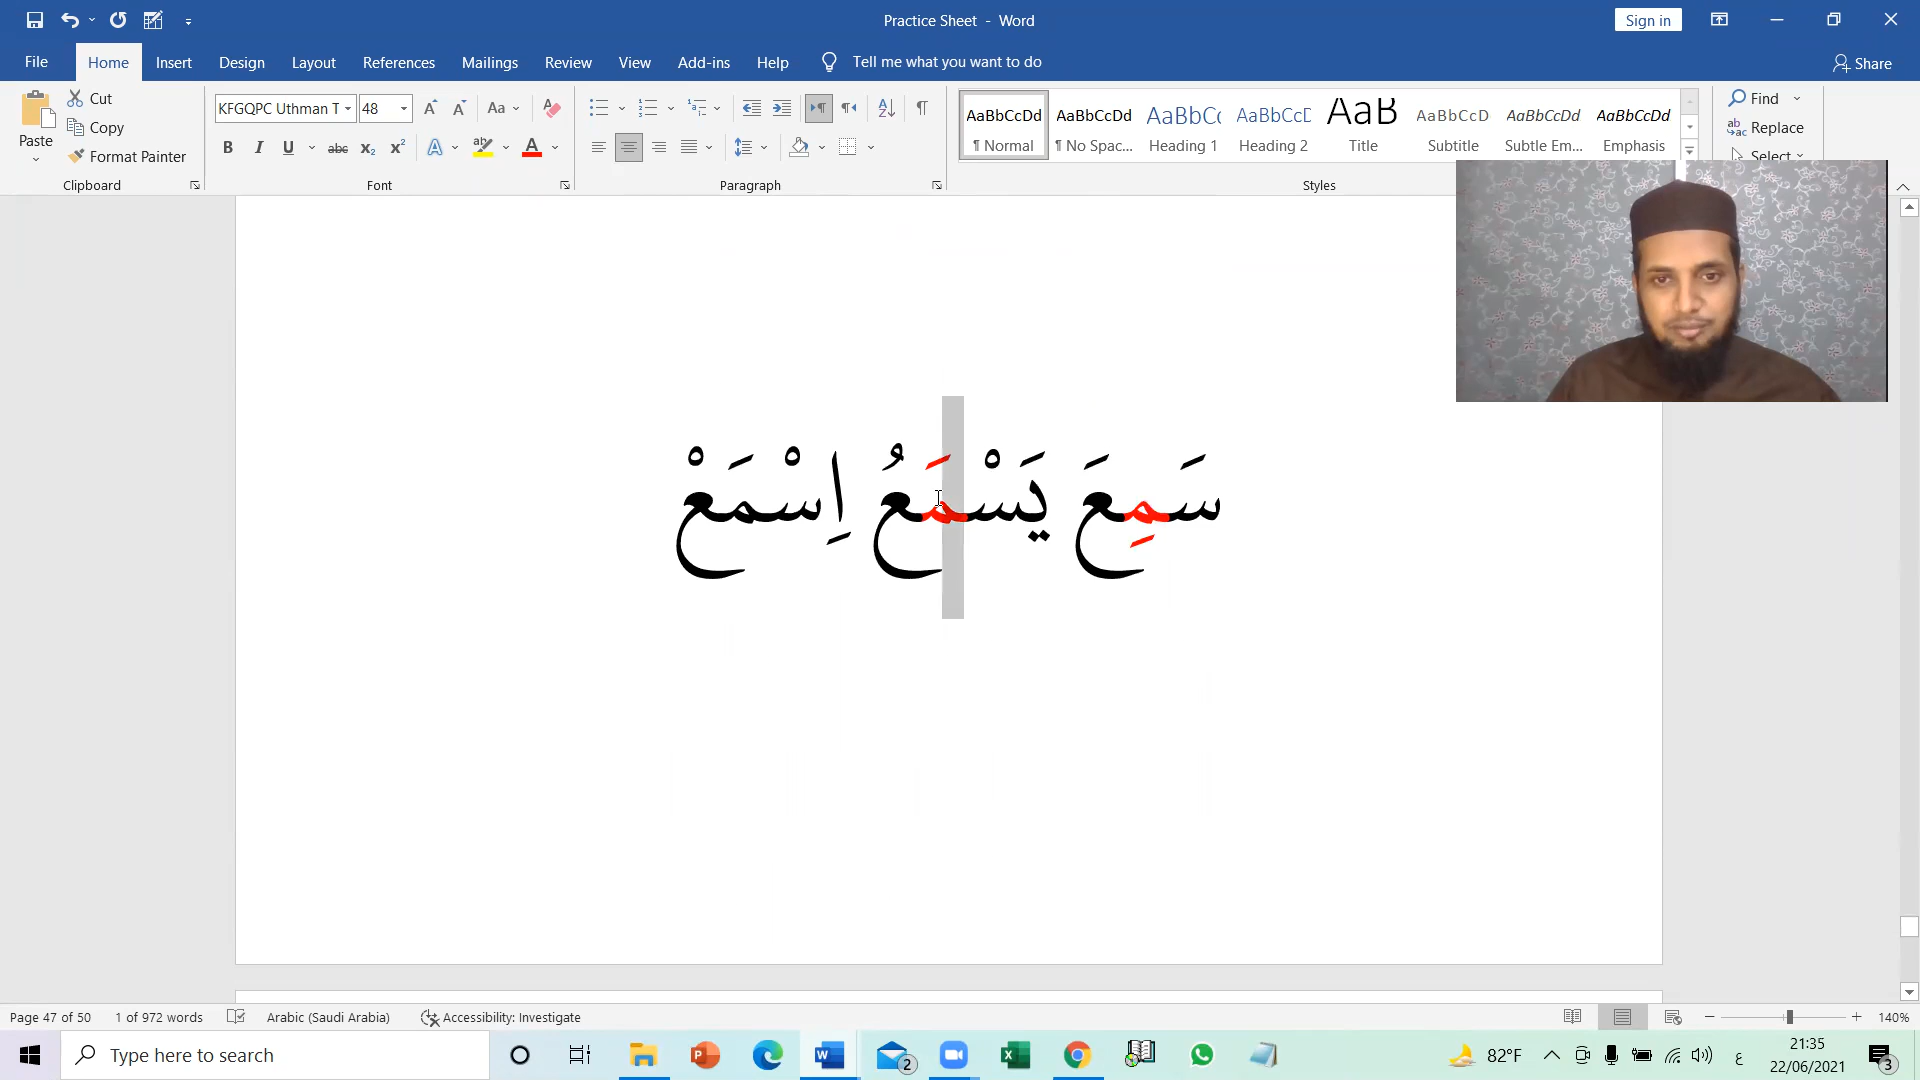 Practice Sheet - Word
Sign in
File Home Insert Design Layout References Mailings Review View Add-ins Help Tell me what you want to do Share
Paste
Cut
Copy
Format Painter
Clipboard
KFGQPC Uthman T 48
Font
Paragraph
AaBbCcDd AaBbCcDd AaBbCc AaBbCcD AaB AaBbCcD AaBbCcDd AaBbCcDd
¶ Normal ¶ No Spac... Heading 1 Heading 2 Title Subtitle Subtle Em... Emphasis
Styles
Find
Replace
Select
سَمِعَ يَسْمَعُ اِسْمَعْ
Page 47 of 50 1 of 972 words Arabic (Saudi Arabia) Accessibility: Investigate 140%
Type here to search
2
82°F
ع
21:35
22/06/2021
3